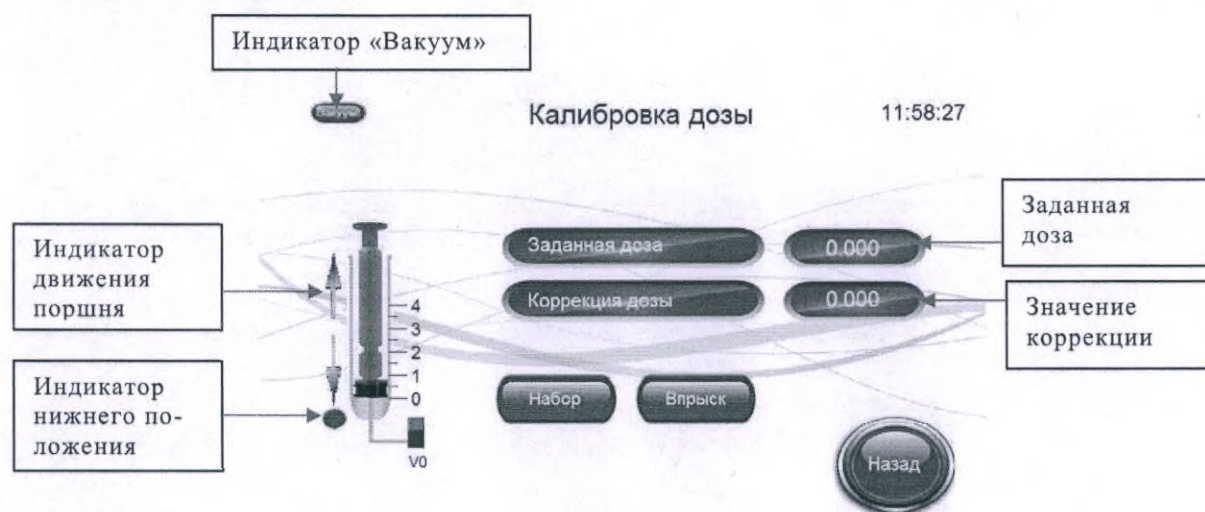 Индикатор «Вакуум»
Калибровка дозы
11:58:27
Заданная
доза
Индикатор
движения
поршня
Заданная доза
0.000
Коррекция дозы
0.000
Значение
коррекции
4
3
2
1
0
Индикатор
нижнего по-
ложения
Набор
Впрыск
V0
Назад